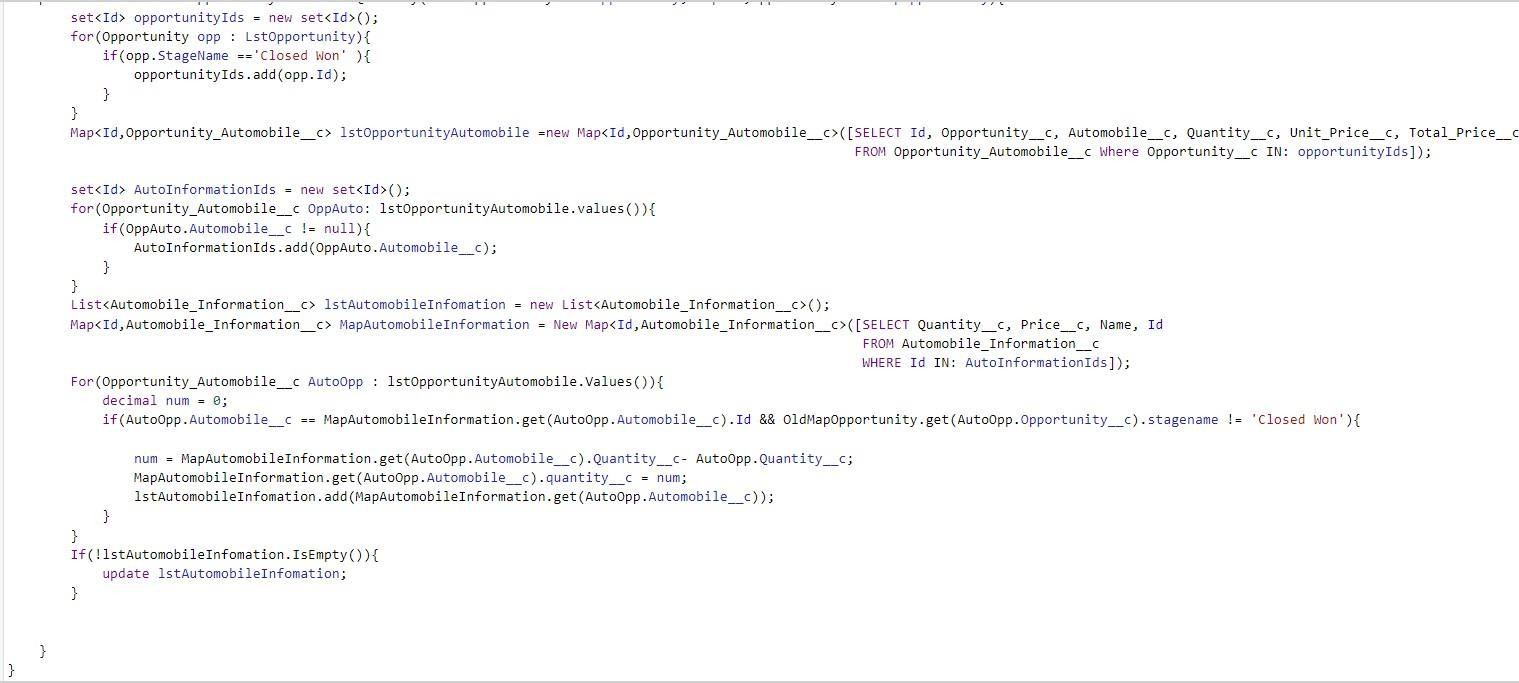 set<Id> opportunityIds = new set<Id>();
for(Opportunity opp : LstOpportunity){
if(opp.StageName =='Closed Won' ){
opportunityIds.add(opp.Id);
}
}
Map<Id,Opportunity_Automobile__c> lstOpportunityAutomobile =new Map<Id,Opportunity_Automobile__c>([SELECT Id, Opportunity__c, Automobile__c, Quantity__c, Unit_Price__c, Total_Price__c
FROM Opportunity_Automobile__c Where Opportunity__c IN: opportunityIds]);
set<Id> AutoInformationIds = new set<Id>();
for(Opportunity_Automobile__c OppAuto: lstOpportunityAutomobile.values()){
if(OppAuto.Automobile__c != null){
AutoInformationIds.add(OppAuto.Automobile__c);
}
}
List<Automobile_Information__c> lstAutomobileInfomation = new List<Automobile_Information__c>();
Map<Id,Automobile_Information__c> MapAutomobileInformation = New Map<Id,Automobile_Information__c>([SELECT Quantity__c, Price__c, Name, Id
FROM Automobile_Information__c
WHERE Id IN: AutoInformationIds]);
For(Opportunity_Automobile__c AutoOpp : lstOpportunityAutomobile.Values()){
decimal num = 0;
if(AutoOpp.Automobile__c == MapAutomobileInformation.get(AutoOpp.Automobile__c).Id && OldMapOpportunity.get(AutoOpp.Opportunity__c).stagename != 'Closed Won'){
num = MapAutomobileInformation.get(AutoOpp.Automobile__c).Quantity__c- AutoOpp.Quantity__c;
MapAutomobileInformation.get(AutoOpp.Automobile__c).quantity__c = num;
lstAutomobileInfomation.add(MapAutomobileInformation.get(AutoOpp.Automobile__c));
}
}
If(!lstAutomobileInfomation.IsEmpty()){
update lstAutomobileInfomation;
}
}
}